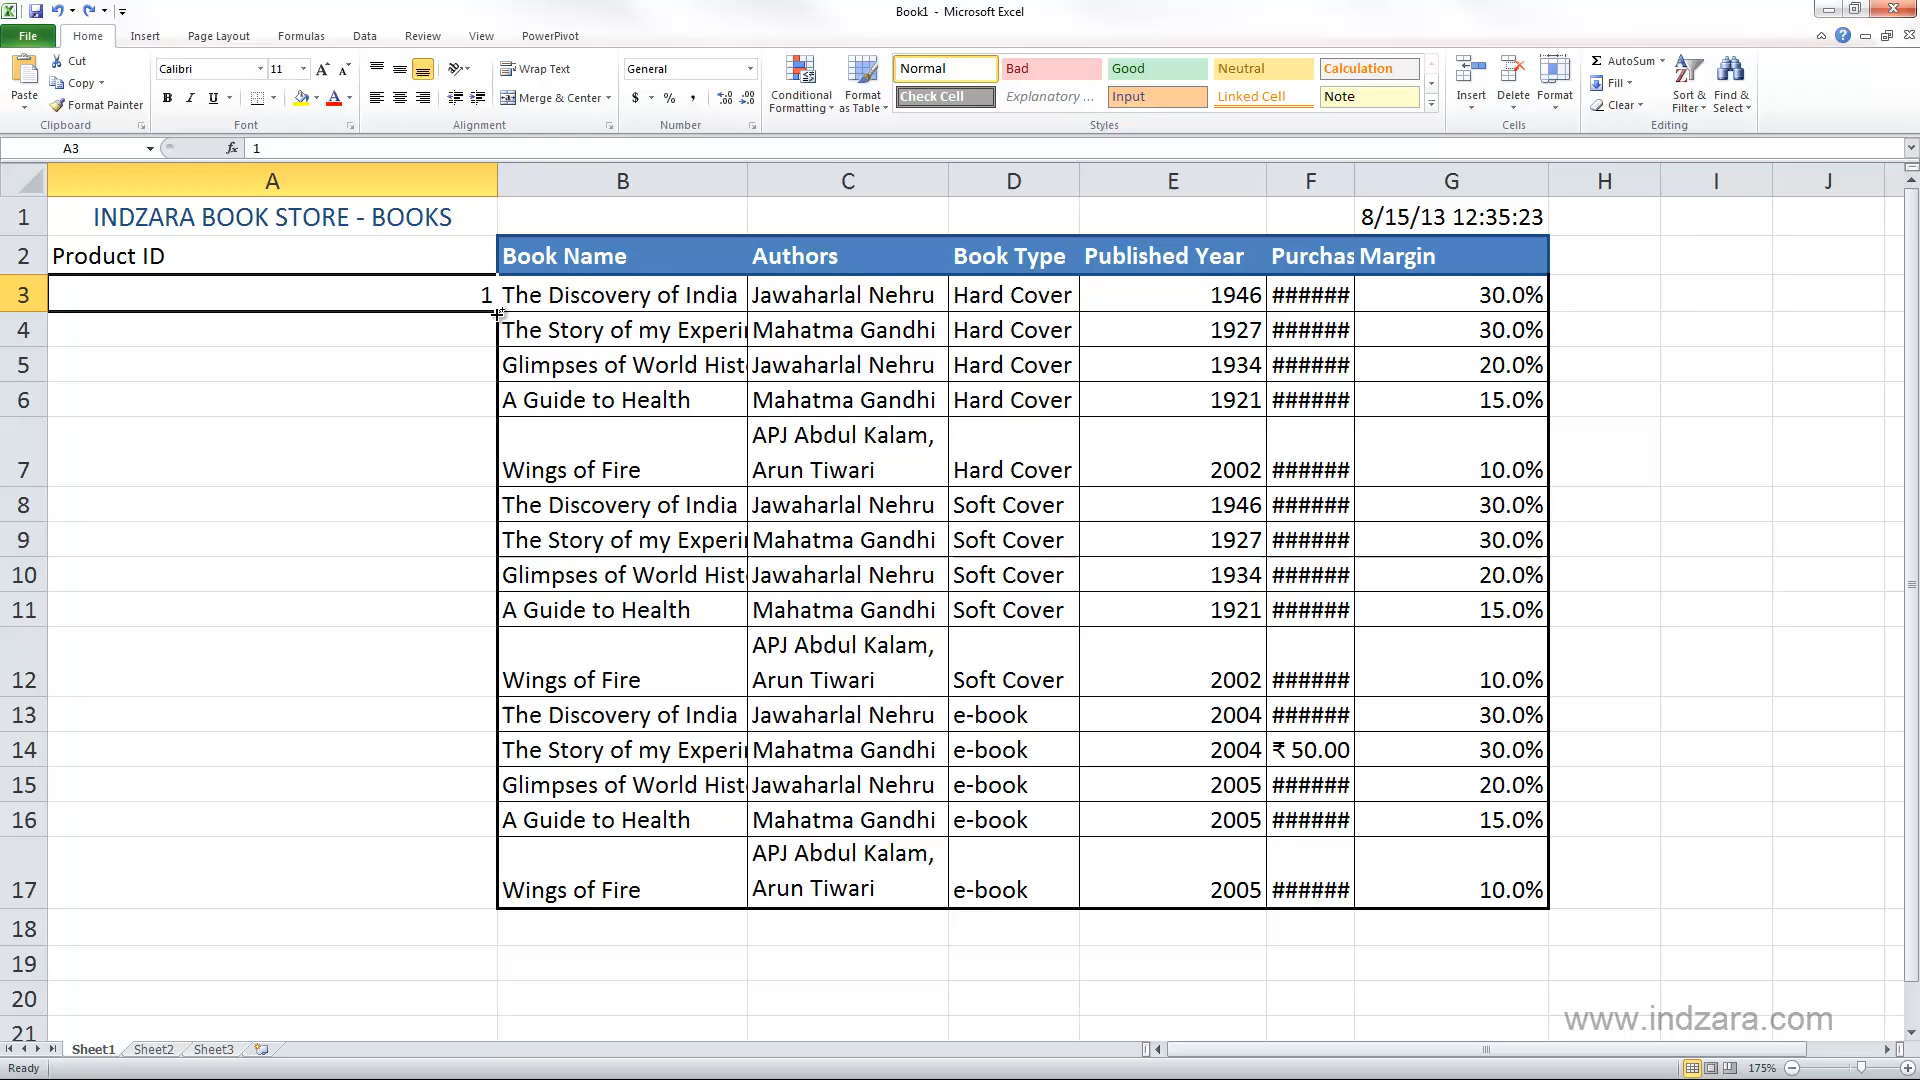 Book1 - Microsoft Excel
File Home Insert Page Layout Formulas Data Review View PowerPivot
Paste
Cut
Copy
Format Painter
Clipboard
Calibri 11
B I U
Font
Wrap Text
Merge & Center
Alignment
General
$ % ,
Number
Conditional Formatting
Format as Table
Normal Bad Good Neutral Calculation
Check Cell Explanatory ... Input Linked Cell Note
Styles
Insert Delete Format
Cells
Σ AutoSum
Fill
Clear
Sort & Filter
Find & Select
Editing
A3 fx 1
A B C D E F G H I J
1 INDZARA BOOK STORE - BOOKS 8/15/13 12:35:23
2 Product ID Book Name Authors Book Type Published Year Purchas Margin
3 1 The Discovery of India Jawaharlal Nehru Hard Cover 1946 ###### 30.0%
4 The Story of my Experi Mahatma Gandhi Hard Cover 1927 ###### 30.0%
5 Glimpses of World Hist Jawaharlal Nehru Hard Cover 1934 ###### 20.0%
6 A Guide to Health Mahatma Gandhi Hard Cover 1921 ###### 15.0%
APJ Abdul Kalam,
7 Wings of Fire Arun Tiwari Hard Cover 2002 ###### 10.0%
8 The Discovery of India Jawaharlal Nehru Soft Cover 1946 ###### 30.0%
9 The Story of my Experi Mahatma Gandhi Soft Cover 1927 ###### 30.0%
10 Glimpses of World Hist Jawaharlal Nehru Soft Cover 1934 ###### 20.0%
11 A Guide to Health Mahatma Gandhi Soft Cover 1921 ###### 15.0%
APJ Abdul Kalam,
12 Wings of Fire Arun Tiwari Soft Cover 2002 ###### 10.0%
13 The Discovery of India Jawaharlal Nehru e-book 2004 ###### 30.0%
14 The Story of my Experi Mahatma Gandhi e-book 2004 ₹ 50.00 30.0%
15 Glimpses of World Hist Jawaharlal Nehru e-book 2005 ###### 20.0%
16 A Guide to Health Mahatma Gandhi e-book 2005 ###### 15.0%
APJ Abdul Kalam,
17 Wings of Fire Arun Tiwari e-book 2005 ###### 10.0%
18
19
20
21
www.indzara.com
Sheet1 Sheet2 Sheet3
Ready 175%